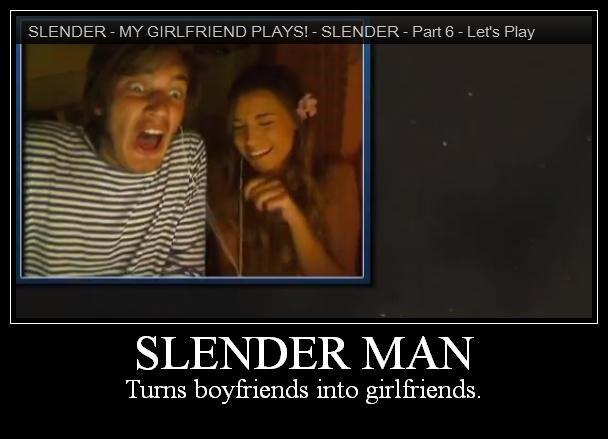 SLENDER - MY GIRLFRIEND PLAYS! - SLENDER - Part 6 - Let's Play
SLENDER MAN
Turns boyfriends into girlfriends.